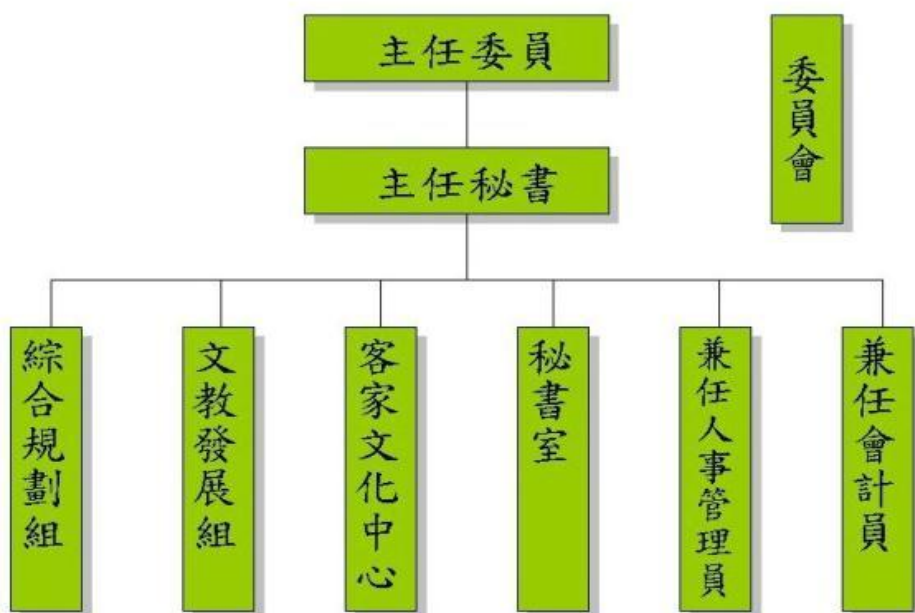 主任委員
委員會
主任秘書
綜合規劃組
文教發展組
客家文化中心
秘書室
兼任人事管理員
兼任會計員